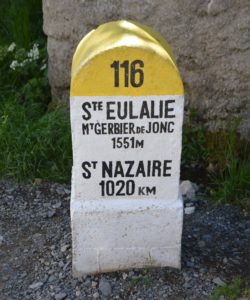 116
STE EULALIE
MT GERBIER DE JONC
1551M
ST NAZAIRE
1020 KM